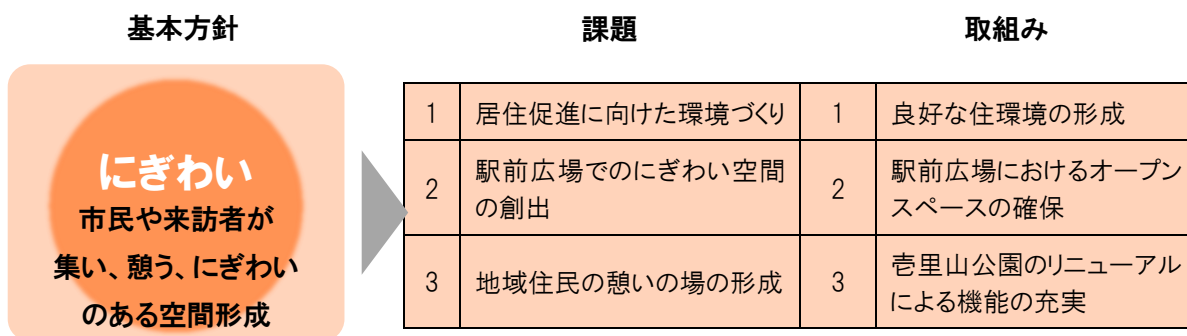 基本方針
課題
取組み
にぎわい
市民や来訪者が
集い、憩う、にぎわい
のある空間形成
1 居住促進に向けた環境づくり 1 良好な住環境の形成
2 駅前広場でのにぎわい空間
の創出
2 駅前広場におけるオープン
スペースの確保
3 地域住民の憩いの場の形成 3 壱里山公園のリニューアル
による機能の充実